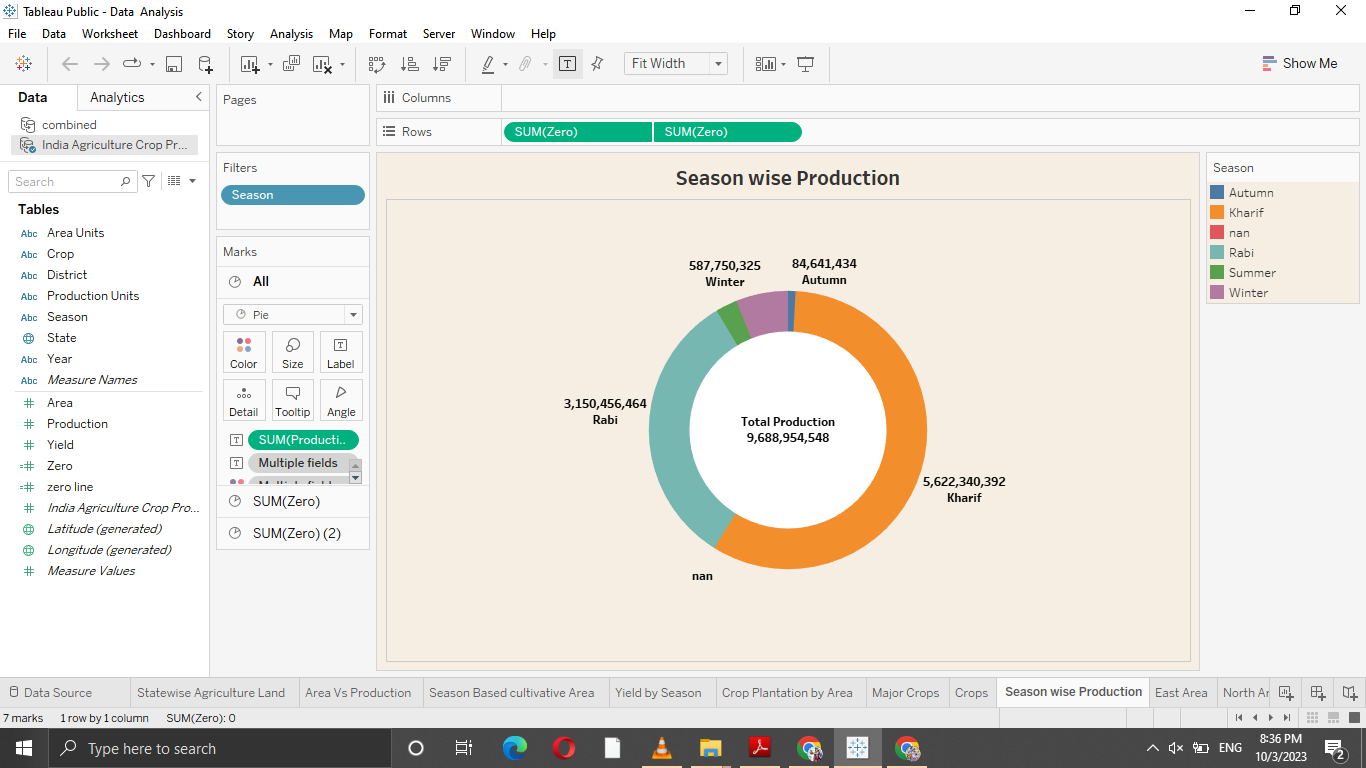 Tableau Public - Data  Analysis
File Data Worksheet Dashboard Story Analysis Map Format Server Window Help
Fit Width
Show Me
Data Analytics
combined
India Agriculture Crop Pr...
Search
Tables
Abc Area Units
Abc Crop
Abc District
Abc Production Units
Abc Season
State
Abc Year
Abc Measure Names
# Area
# Production
# Yield
=# Zero
=# zero line
# India Agriculture Crop Pro...
Latitude (generated)
Longitude (generated)
# Measure Values
Pages
Filters
Season
Marks
All
Pie
Color Size Label
Detail Tooltip Angle
SUM(Producti..
Multiple fields
SUM(Zero)
SUM(Zero) (2)
Columns
Rows SUM(Zero) SUM(Zero)
Season wise Production
587,750,325
Winter
84,641,434
Autumn
3,150,456,464
Rabi
Total Production
9,688,954,548
5,622,340,392
Kharif
nan
Season
Autumn
Kharif
nan
Rabi
Summer
Winter
Data Source Statewise Agriculture Land Area Vs Production Season Based cultivative Area Yield by Season Crop Plantation by Area Major Crops Crops Season wise Production East Area North Ar
7 marks 1 row by 1 column SUM(Zero): 0
Type here to search
ENG
8:36 PM
10/3/2023
2